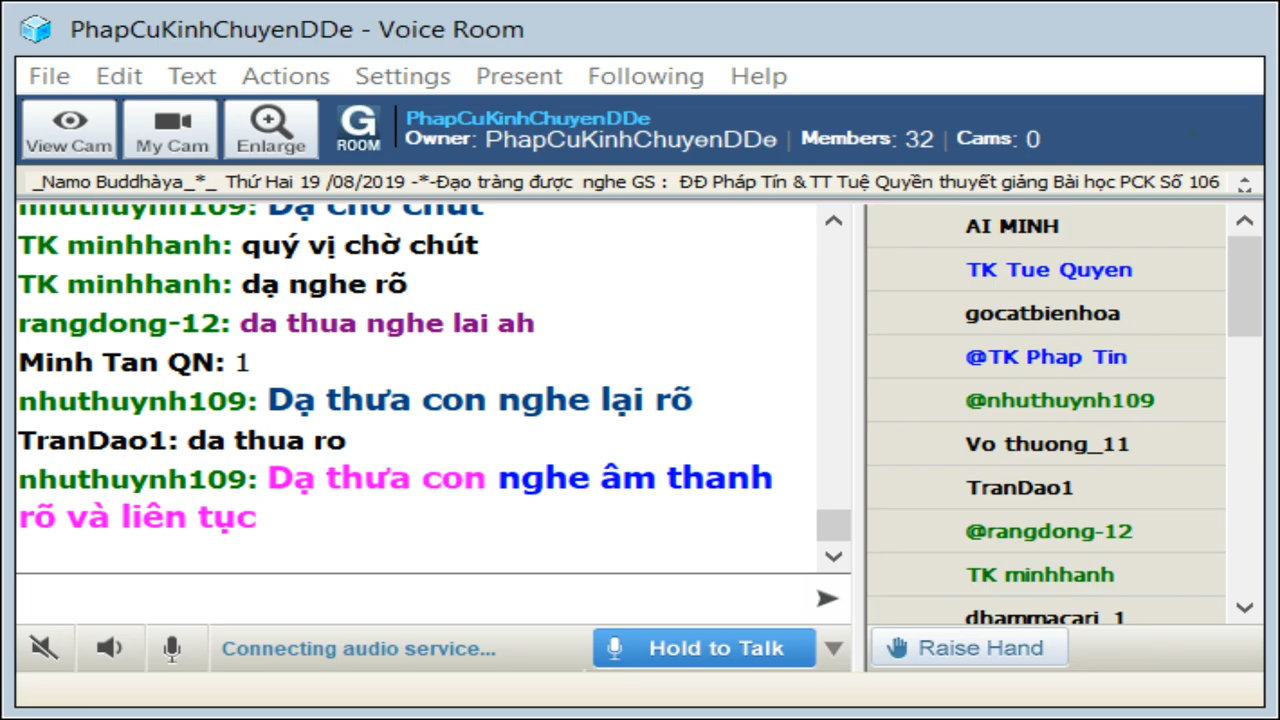 PhapCuKinhChuyenDDe - Voice Room
File Edit Text Actions Settings Present Following Help
View Cam My Cam Enlarge G ROOM
PhapCuKinhChuyenDDe
Owner: PhapCuKinhChuyenDDe | Members: 32 | Cams: 0
_Namo Buddhàya_*_ Thứ Hai 19 /08/2019 -*-Đạo tràng được nghe GS : ĐĐ Pháp Tín & TT Tuệ Quyền thuyết giảng Bài học PCK Số 106
nhuthuynh109: Dạ chờ chút
TK minhhanh: quý vị chờ chút
TK minhhanh: dạ nghe rõ
rangdong-12: da thua nghe lai ah
Minh Tan QN: 1
nhuthuynh109: Dạ thưa con nghe lại rõ
TranDao1: da thua ro
nhuthuynh109: Dạ thưa con nghe âm thanh
rõ và liên tục
AI MINH
TK Tue Quyen
gocatbienhoa
@TK Phap Tin
@nhuthuynh109
Vo thuong_11
TranDao1
@rangdong-12
TK minhhanh
dhammacari_1
Connecting audio service...
Hold to Talk
Raise Hand